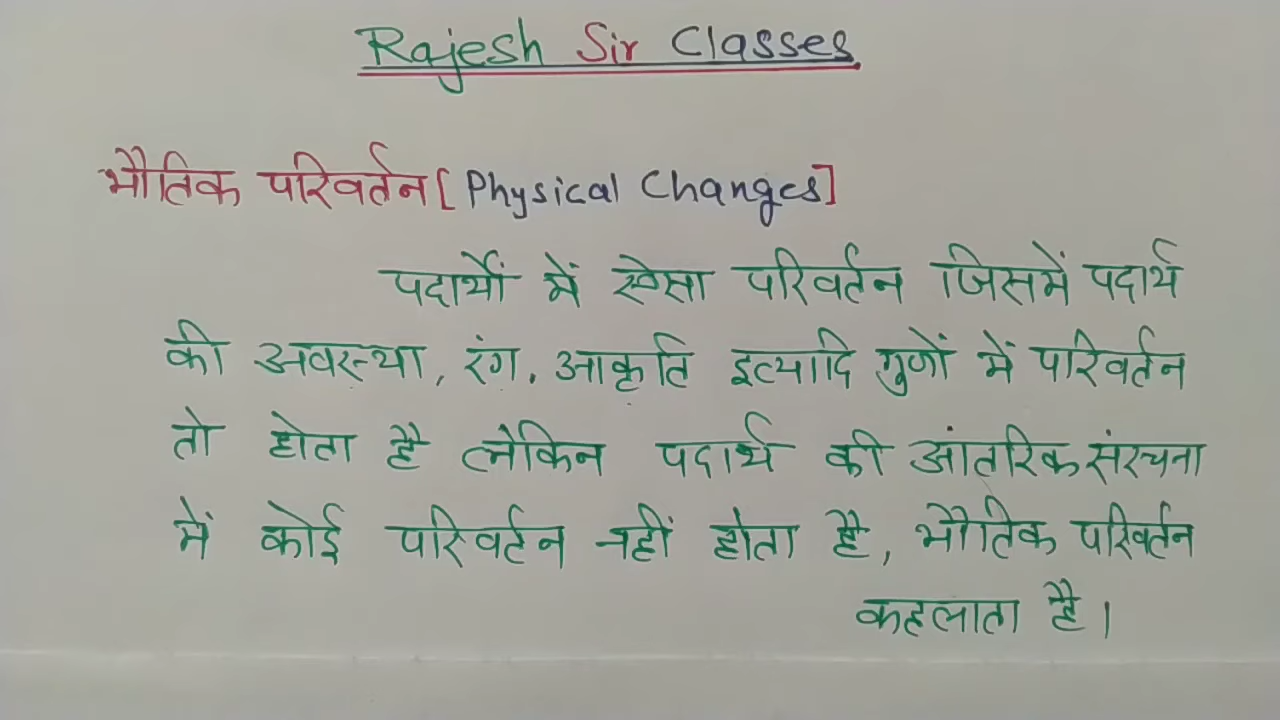 Rajesh Sir Classes
भौतिक परिवर्तन [Physical Changes]
पदार्थों में ऐसा परिवर्तन जिसमें पदार्थ
की अवस्था, रंग, आकृति इत्यादि गुणों में परिवर्तन
तो होता है लेकिन पदार्थ की आंतरिक संरचना
में कोई परिवर्तन नहीं होता है, भौतिक परिवर्तन
कहलाता है।